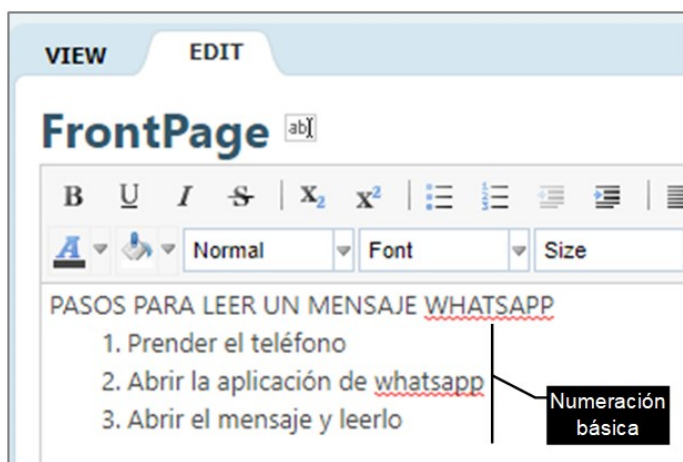 VIEW EDIT
FrontPage ab
B U I S X₂ x²
A Normal Font Size
PASOS PARA LEER UN MENSAJE WHATSAPP
1. Prender el teléfono
2. Abrir la aplicación de whatsapp
3. Abrir el mensaje y leerlo
Numeración
básica